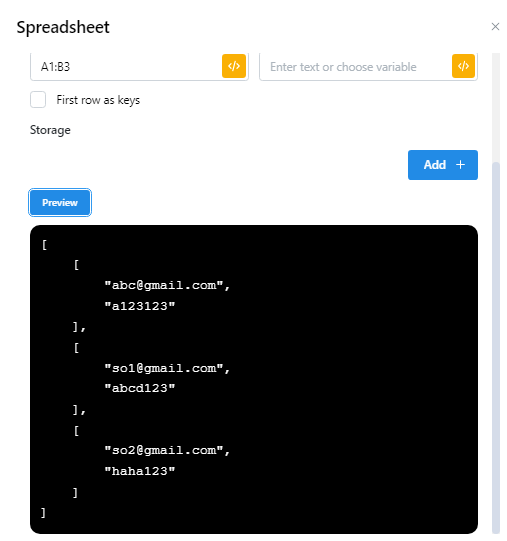 Spreadsheet
A1:B3 </> Enter text or choose variable </>
First row as keys
Storage
Add +
Preview
[
[
"abc@gmail.com",
"a123123"
],
[
"so1@gmail.com",
"abcd123"
],
[
"so2@gmail.com",
"haha123"
]
]